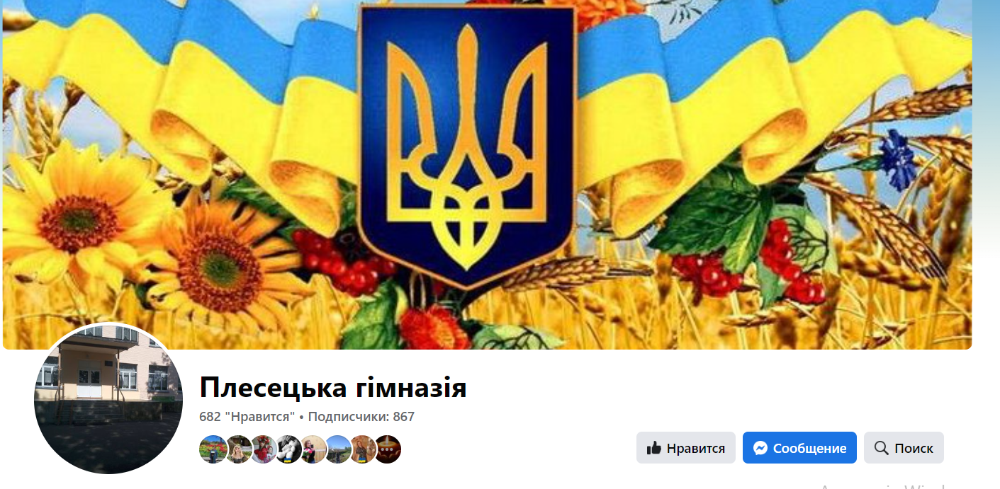 Плесецька гімназія
682 "Нравится" • Подписчики: 867
Нравится
Сообщение
Поиск